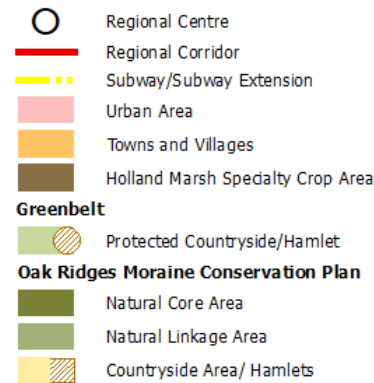 Regional Centre
Regional Corridor
Subway/Subway Extension
Urban Area
Towns and Villages
Holland Marsh Specialty Crop Area
Greenbelt
Protected Countryside/Hamlet
Oak Ridges Moraine Conservation Plan
Natural Core Area
Natural Linkage Area
Countryside Area/ Hamlets